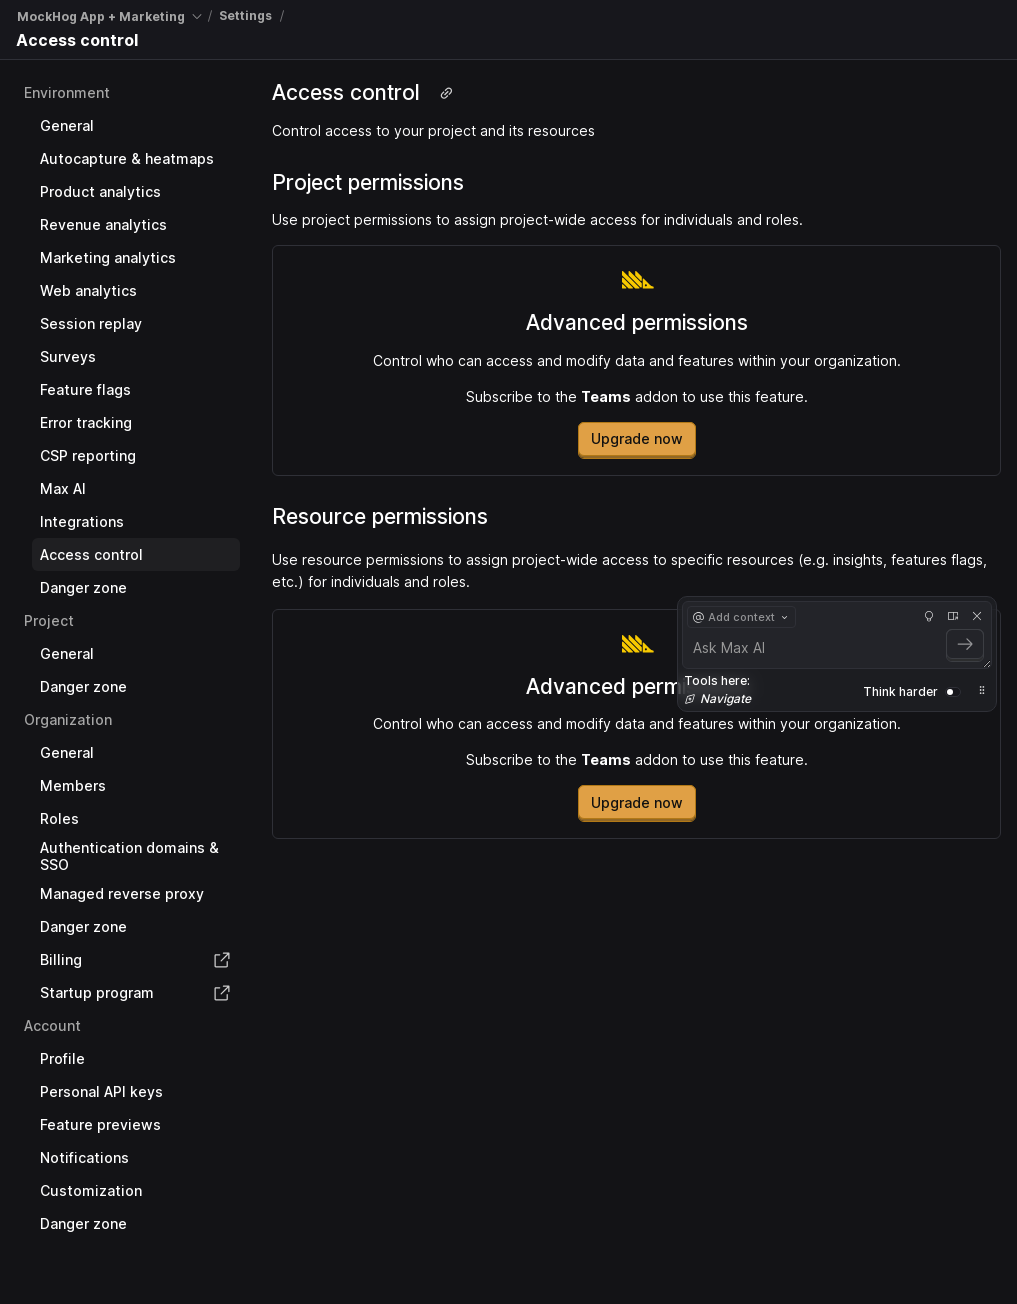 MockHog App + Marketing / Settings /
Access control
Environment
General
Autocapture & heatmaps
Product analytics
Revenue analytics
Marketing analytics
Web analytics
Session replay
Surveys
Feature flags
Error tracking
CSP reporting
Max AI
Integrations
Access control
Danger zone
Project
General
Danger zone
Organization
General
Members
Roles
Authentication domains &
SSO
Managed reverse proxy
Danger zone
Billing
Startup program
Account
Profile
Personal API keys
Feature previews
Notifications
Customization
Danger zone
Access control
Control access to your project and its resources
Project permissions
Use project permissions to assign project-wide access for individuals and roles.
Advanced permissions
Control who can access and modify data and features within your organization.
Subscribe to the Teams addon to use this feature.
Upgrade now
Resource permissions
Use resource permissions to assign project-wide access to specific resources (e.g. insights, features flags,
etc.) for individuals and roles.
Advanced permi
Control who can access and modify data and features within your organization.
Subscribe to the Teams addon to use this feature.
Upgrade now
@ Add context
Ask Max AI
Tools here:
Navigate
Think harder